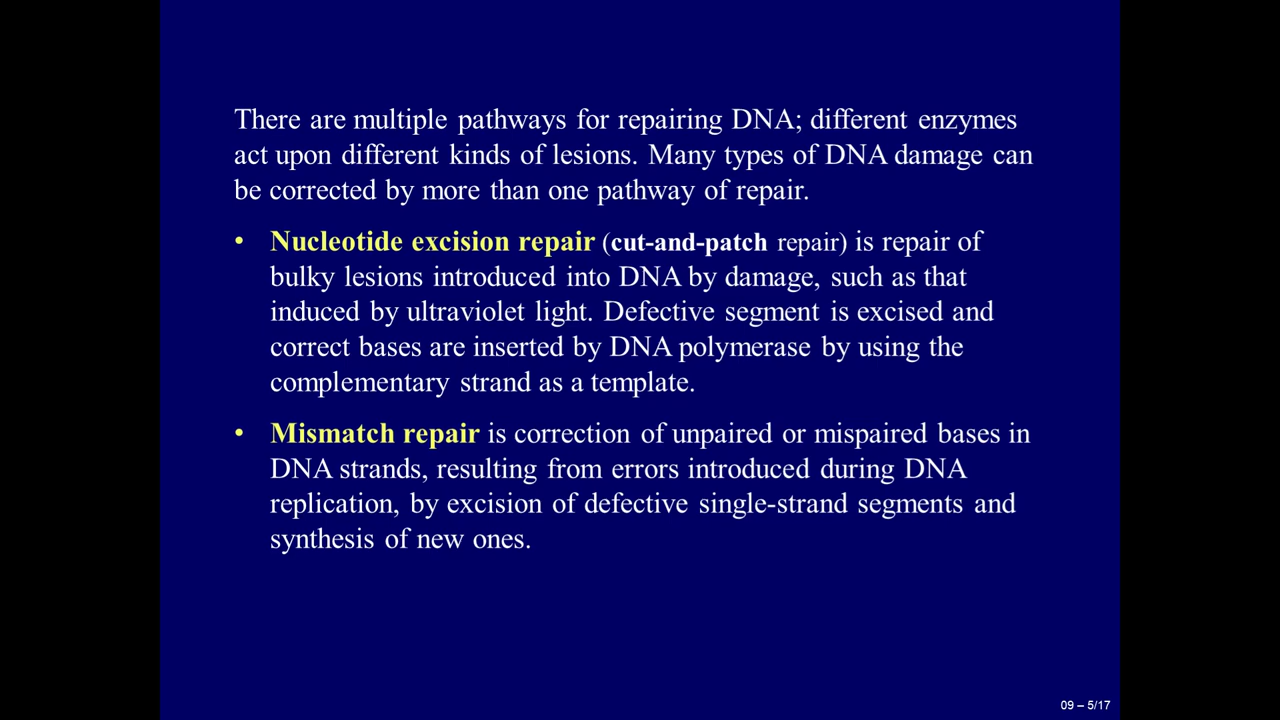 There are multiple pathways for repairing DNA; different enzymes
act upon different kinds of lesions. Many types of DNA damage can
be corrected by more than one pathway of repair.
• Nucleotide excision repair (cut-and-patch repair) is repair of
bulky lesions introduced into DNA by damage, such as that
induced by ultraviolet light. Defective segment is excised and
correct bases are inserted by DNA polymerase by using the
complementary strand as a template.
• Mismatch repair is correction of unpaired or mispaired bases in
DNA strands, resulting from errors introduced during DNA
replication, by excision of defective single-strand segments and
synthesis of new ones.
09 – 5/17